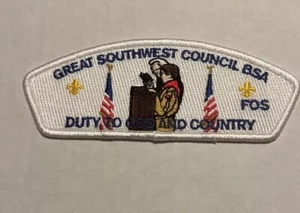 GREAT SOUTHWEST COUNCIL BSA
FOS
DUTY TO GOD AND COUNTRY